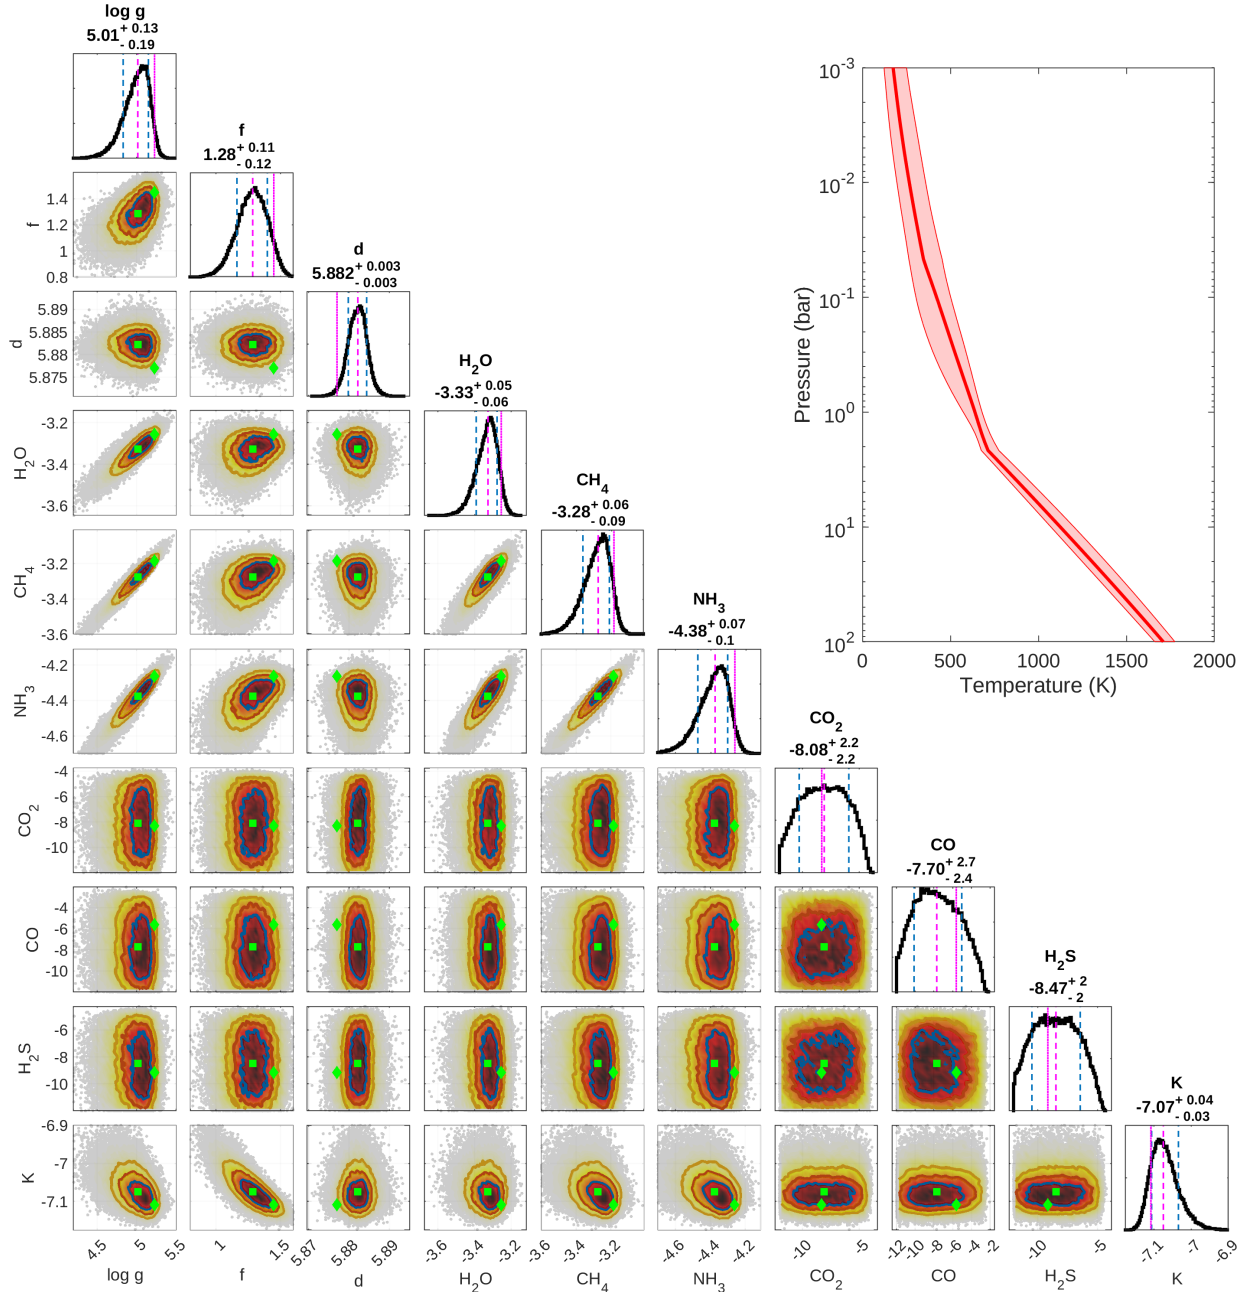 log g
5.01 + 0.13 - 0.19
f
1.28 + 0.11 - 0.12
d
5.882 + 0.003 - 0.003
H2O
-3.33 + 0.05 - 0.06
CH4
-3.28 + 0.06 - 0.09
NH3
-4.38 + 0.07 - 0.1
CO2
-8.08 + 2.2 - 2.2
CO
-7.70 + 2.7 - 2.4
H2S
-8.47 + 2 - 2
K
-7.07 + 0.04 - 0.03
10-3
10-2
10-1
100
101
102
Pressure (bar)
0 500 1000 1500 2000
Temperature (K)
f
1.4
1.2
1
0.8
d
5.89
5.885
5.88
5.875
H2O
-3.2
-3.4
-3.6
CH4
-3.2
-3.4
-3.6
NH3
-4.2
-4.4
-4.6
CO2
-4
-6
-8
-10
CO
-4
-6
-8
-10
H2S
-6
-8
-10
K
-6.9
-7
-7.1
4.5 5 5.5 1 1.5 5.87 5.88 5.89 -3.6 -3.4 -3.2 -3.6 -3.4 -3.2 -4.6 -4.4 -4.2 -10 -5 -12 -10 -8 -6 -4 -2 -10 -5 -7.1 -7 -6.9
log g f d H2O CH4 NH3 CO2 CO H2S K